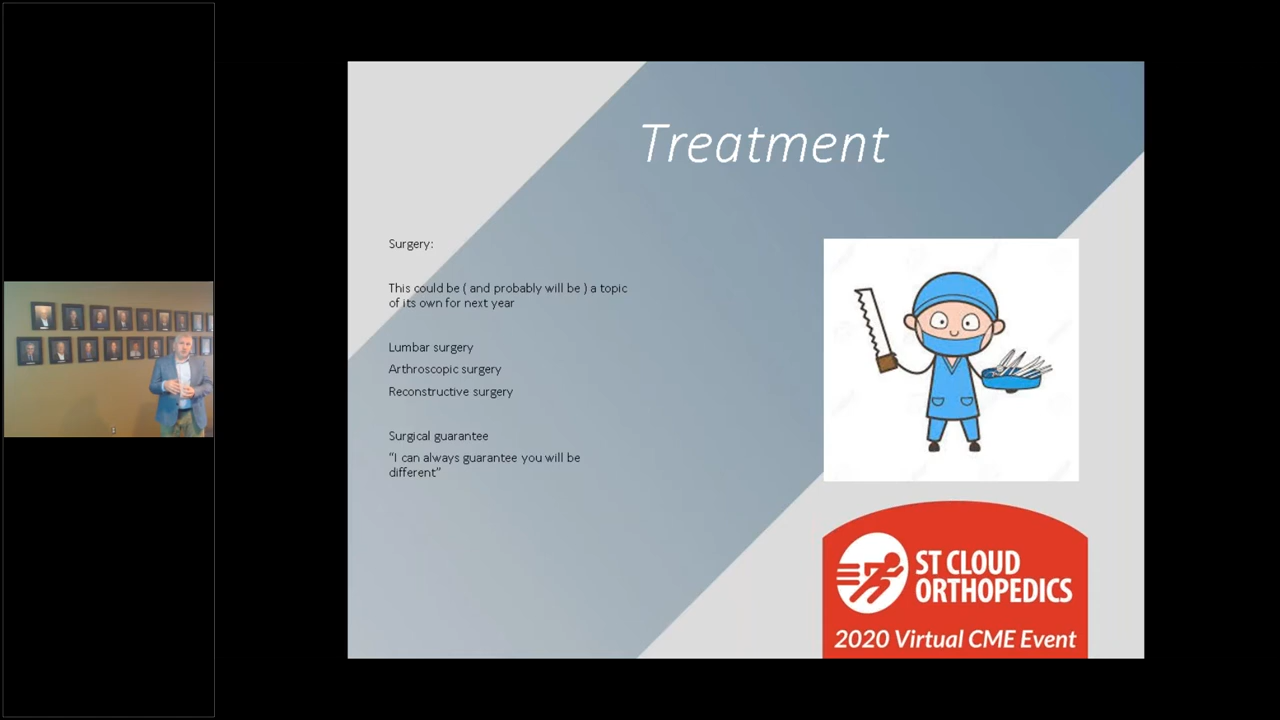 Treatment
Surgery:
This could be ( and probably will be ) a topic
of its own for next year
Lumbar surgery
Arthroscopic surgery
Reconstructive surgery
Surgical guarantee
"I can always guarantee you will be
different"
ST CLOUD
ORTHOPEDICS
2020 Virtual CME Event